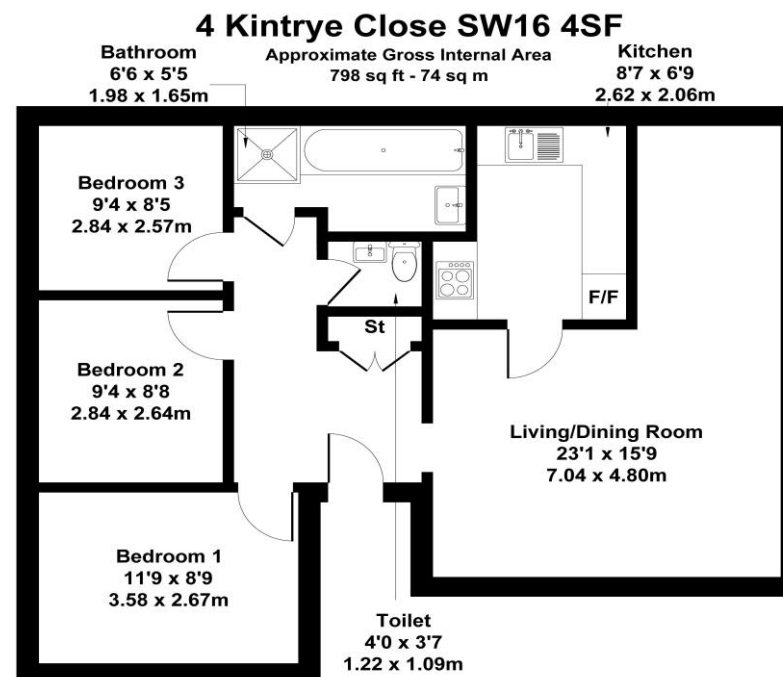 4 Kintrye Close SW16 4SF
Approximate Gross Internal Area
798 sq ft - 74 sq m
Bathroom
6'6 x 5'5
1.98 x 1.65m
Kitchen
8'7 x 6'9
2.62 x 2.06m
Bedroom 3
9'4 x 8'5
2.84 x 2.57m
F/F
St
Bedroom 2
9'4 x 8'8
2.84 x 2.64m
Living/Dining Room
23'1 x 15'9
7.04 x 4.80m
Bedroom 1
11'9 x 8'9
3.58 x 2.67m
Toilet
4'0 x 3'7
1.22 x 1.09m